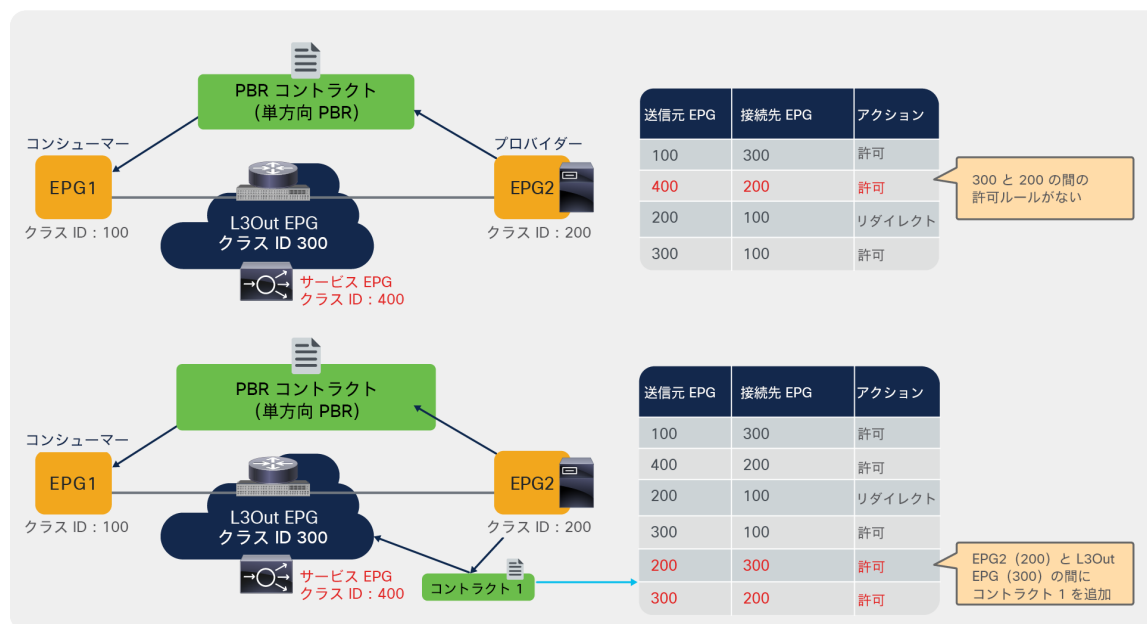 PBR コントラクト
（単方向 PBR）
コンシューマー
プロバイダー
EPG1
EPG2
L3Out EPG
クラス ID 300
クラス ID：100
クラス ID：200
サービス EPG
クラス ID：400
送信元 EPG 接続先 EPG アクション
100 300 許可
400 200 許可
200 100 リダイレクト
300 100 許可
300 と 200 の間の
許可ルールがない
PBR コントラクト
（単方向 PBR）
コンシューマー
EPG1
EPG2
L3Out EPG
クラス ID 300
クラス ID：100
クラス ID：200
サービス EPG
クラス ID：400
コントラクト 1
送信元 EPG 接続先 EPG アクション
100 300 許可
400 200 許可
200 100 リダイレクト
300 100 許可
200 300 許可
300 200 許可
EPG2（200）と L3Out
EPG（300）の間に
コントラクト 1 を追加